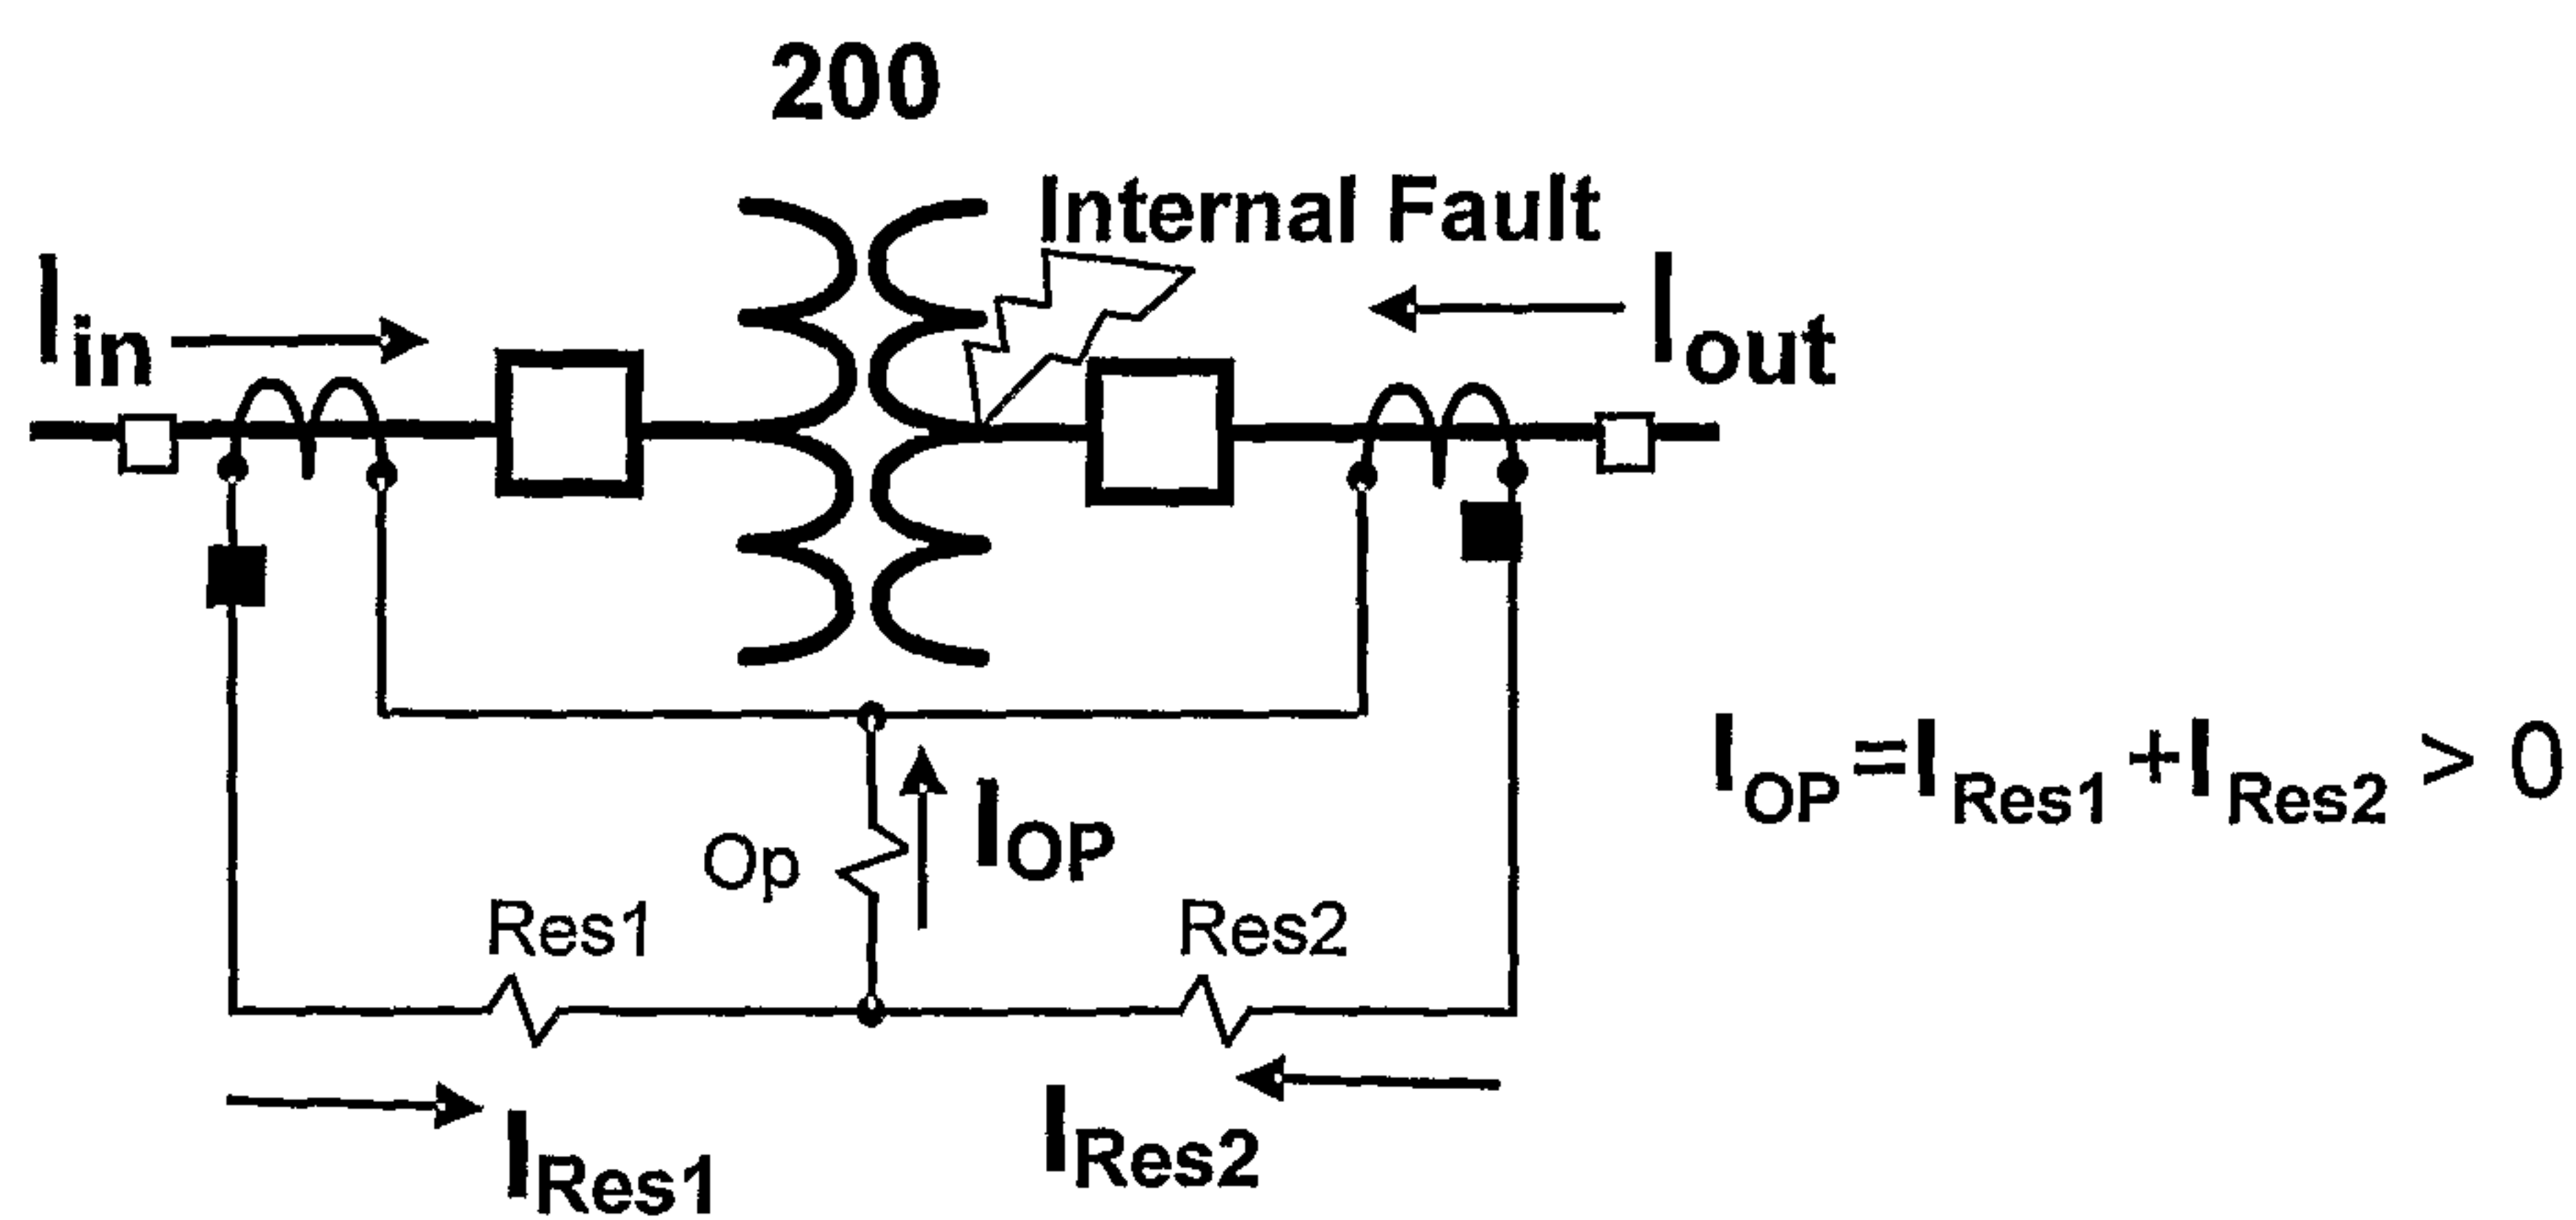 200
Internal Fault
Iin
Iout
IOP=IRes1+IRes2 > 0
Op
IOP
Res1
Res2
IRes1
IRes2